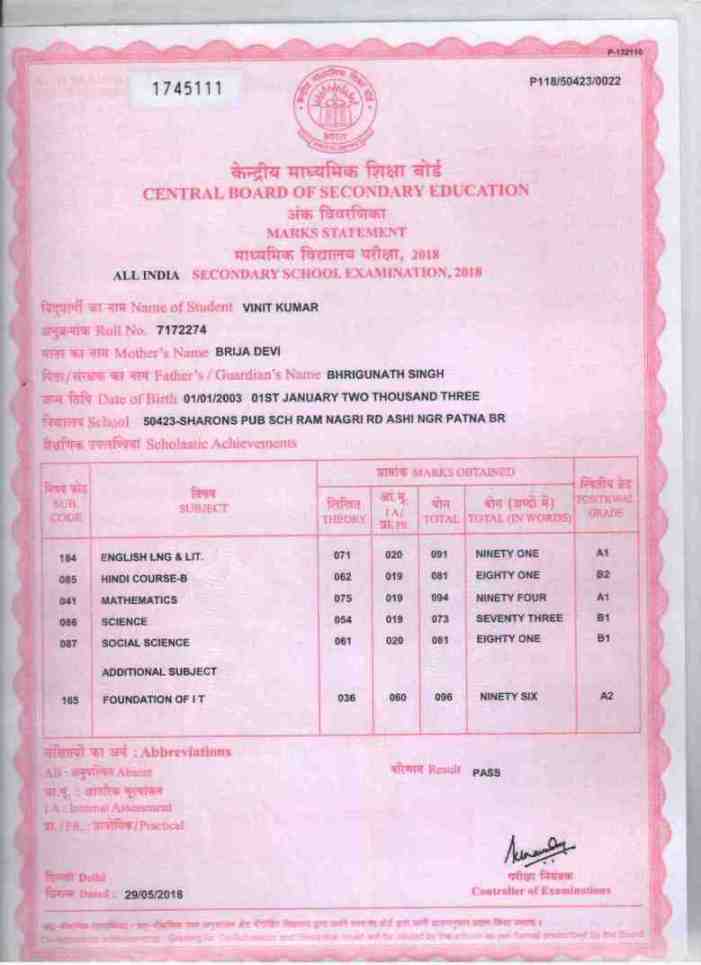 P-132110
1745111
P118/50423/0022
भारत
केन्द्रीय माध्यमिक शिक्षा बोर्ड
CENTRAL BOARD OF SECONDARY EDUCATION
अंक विवरणिका
MARKS STATEMENT
माध्यमिक विद्यालय परीक्षा, 2018
ALL INDIA SECONDARY SCHOOL EXAMINATION, 2018
विद्यार्थी का नाम Name of Student VINIT KUMAR
अनुक्रमांक Roll No. 7172274
माता का नाम Mother's Name BRIJA DEVI
पिता/संरक्षक का नाम Father's / Guardian's Name BHRIGUNATH SINGH
जन्म तिथि Date of Birth 01/01/2003 01ST JANUARY TWO THOUSAND THREE
विद्यालय School 50423-SHARONS PUB SCH RAM NAGRI RD ASHI NGR PATNA BR
शैक्षणिक उपलब्धियां Scholastic Achievements
विषय कोड SUB. CODE विषय SUBJECT प्राप्तांक MARKS OBTAINED स्थितीय ग्रेड POSITIONAL GRADE
लिखित THEORY आं.मू. I A/ प्रा./PR. योग TOTAL योग (शब्दों में) TOTAL (IN WORDS)
184 ENGLISH LNG & LIT. 071 020 091 NINETY ONE A1
085 HINDI COURSE-B 062 019 081 EIGHTY ONE B2
041 MATHEMATICS 075 019 094 NINETY FOUR A1
086 SCIENCE 054 019 073 SEVENTY THREE B1
087 SOCIAL SCIENCE 061 020 081 EIGHTY ONE B1
ADDITIONAL SUBJECT
165 FOUNDATION OF I T 036 060 096 NINETY SIX A2
संक्षिप्तियों का अर्थ : Abbreviations
AB : अनुपस्थित Absent
परिणाम Result PASS
आ.मू. : आंतरिक मूल्यांकन
I A : Internal Assessment
प्रा./PR. : प्रायोगिक/Practical
दिल्ली Delhi
परीक्षा नियंत्रक
दिनांक Dated : 29/05/2018
Controller of Examinations